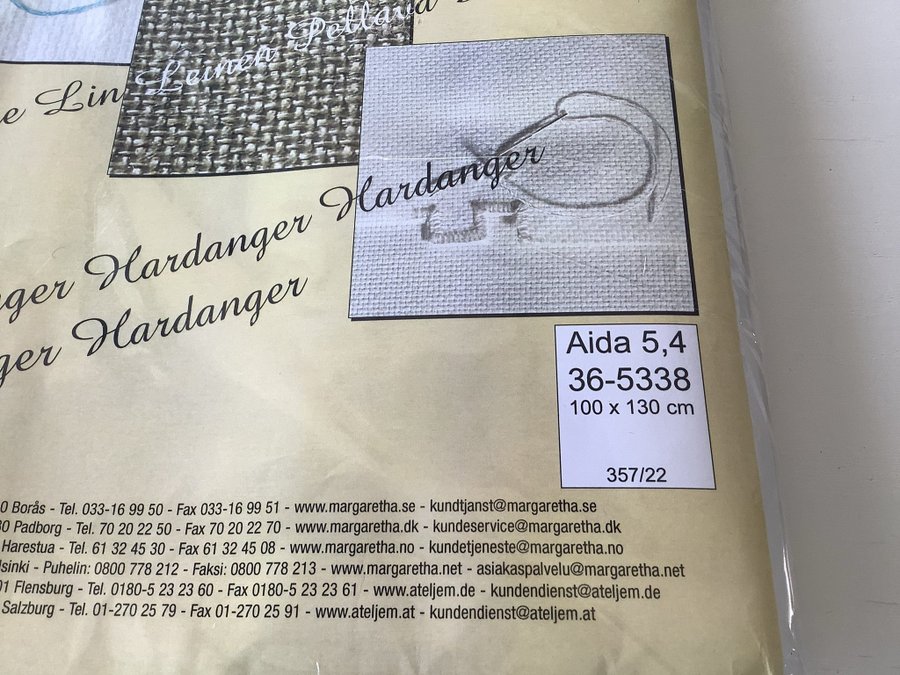 Leinen Pellava
e Lin
Hardanger
nger Hardanger
ger Hardanger
Aida 5,4
36-5338
100 x 130 cm
357/22
0 Borås - Tel. 033-16 99 50 - Fax 033-16 99 51 - www.margaretha.se - kundtjanst@margaretha.se
30 Padborg - Tel. 70 20 22 50 - Fax 70 20 22 70 - www.margaretha.dk - kundeservice@margaretha.dk
Harestua - Tel. 61 32 45 30 - Fax 61 32 45 08 - www.margaretha.no - kundetjeneste@margaretha.no
lsinki - Puhelin: 0800 778 212 - Faksi: 0800 778 213 - www.margaretha.net - asiakaspalvelu@margaretha.net
01 Flensburg - Tel. 0180-5 23 23 60 - Fax 0180-5 23 23 61 - www.ateljem.de - kundendienst@ateljem.de
Salzburg - Tel. 01-270 25 79 - Fax 01-270 25 91 - www.ateljem.at - kundendienst@ateljem.at